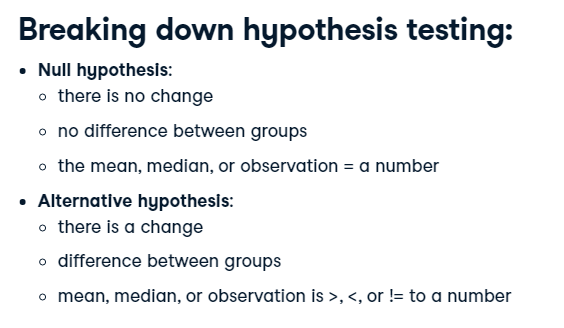 Breaking down hypothesis testing:
• Null hypothesis:
○ there is no change
○ no difference between groups
○ the mean, median, or observation = a number
• Alternative hypothesis:
○ there is a change
○ difference between groups
○ mean, median, or observation is >, <, or != to a number